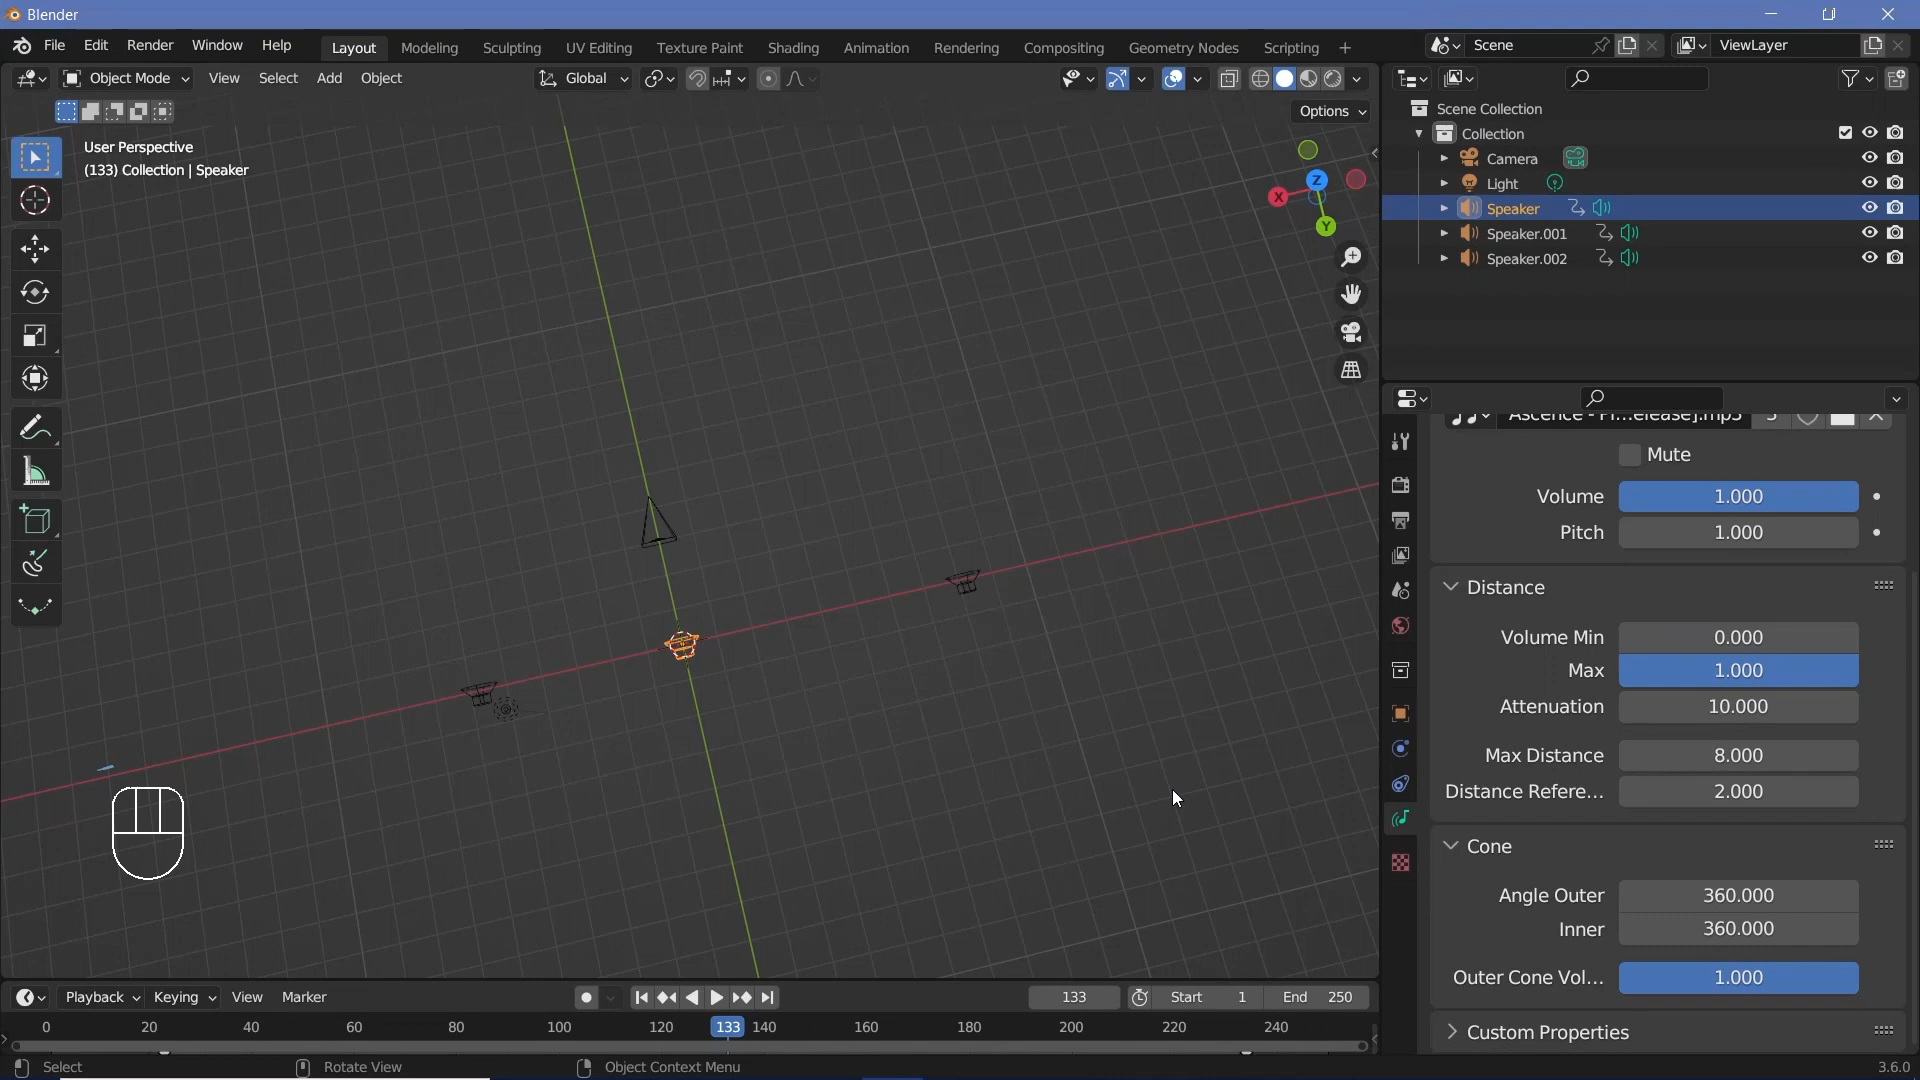 Blender
File Edit Render Window Help
Layout Modeling Sculpting UV Editing Texture Paint Shading Animation Rendering Compositing Geometry Nodes Scripting +
Scene
ViewLayer
Object Mode View Select Add Object
Global
Options
User Perspective
(133) Collection | Speaker
X
Z
Y
Scene Collection
Collection
Camera
Light
Speaker
Speaker.001
Speaker.002
Ascence - Pr...elease].mp3 3
Mute
Volume 1.000
Pitch 1.000
Distance
Volume Min 0.000
Max 1.000
Attenuation 10.000
Max Distance 8.000
Distance Refere... 2.000
Cone
Angle Outer 360.000
Inner 360.000
Outer Cone Vol... 1.000
Custom Properties
Playback Keying View Marker
133
Start 1
End 250
0 20 40 60 80 100 120 133 140 160 180 200 220 240
Select
Rotate View
Object Context Menu
3.6.0